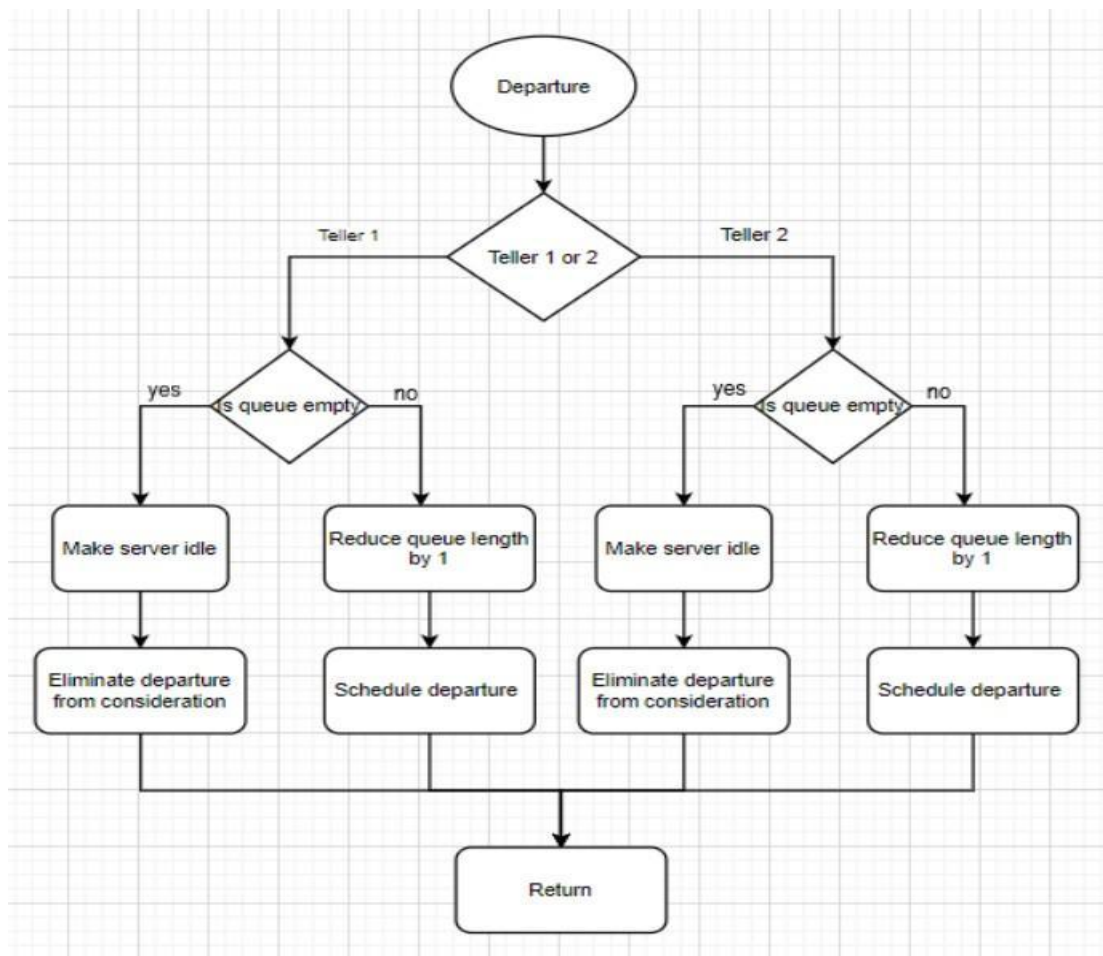 Departure
Teller 1
Teller 1 or 2
Teller 2
yes
Is queue empty
no
yes
Is queue empty
no
Make server idle
Reduce queue length
by 1
Make server idle
Reduce queue length
by 1
Eliminate departure
from consideration
Schedule departure
Eliminate departure
from consideration
Schedule departure
Return